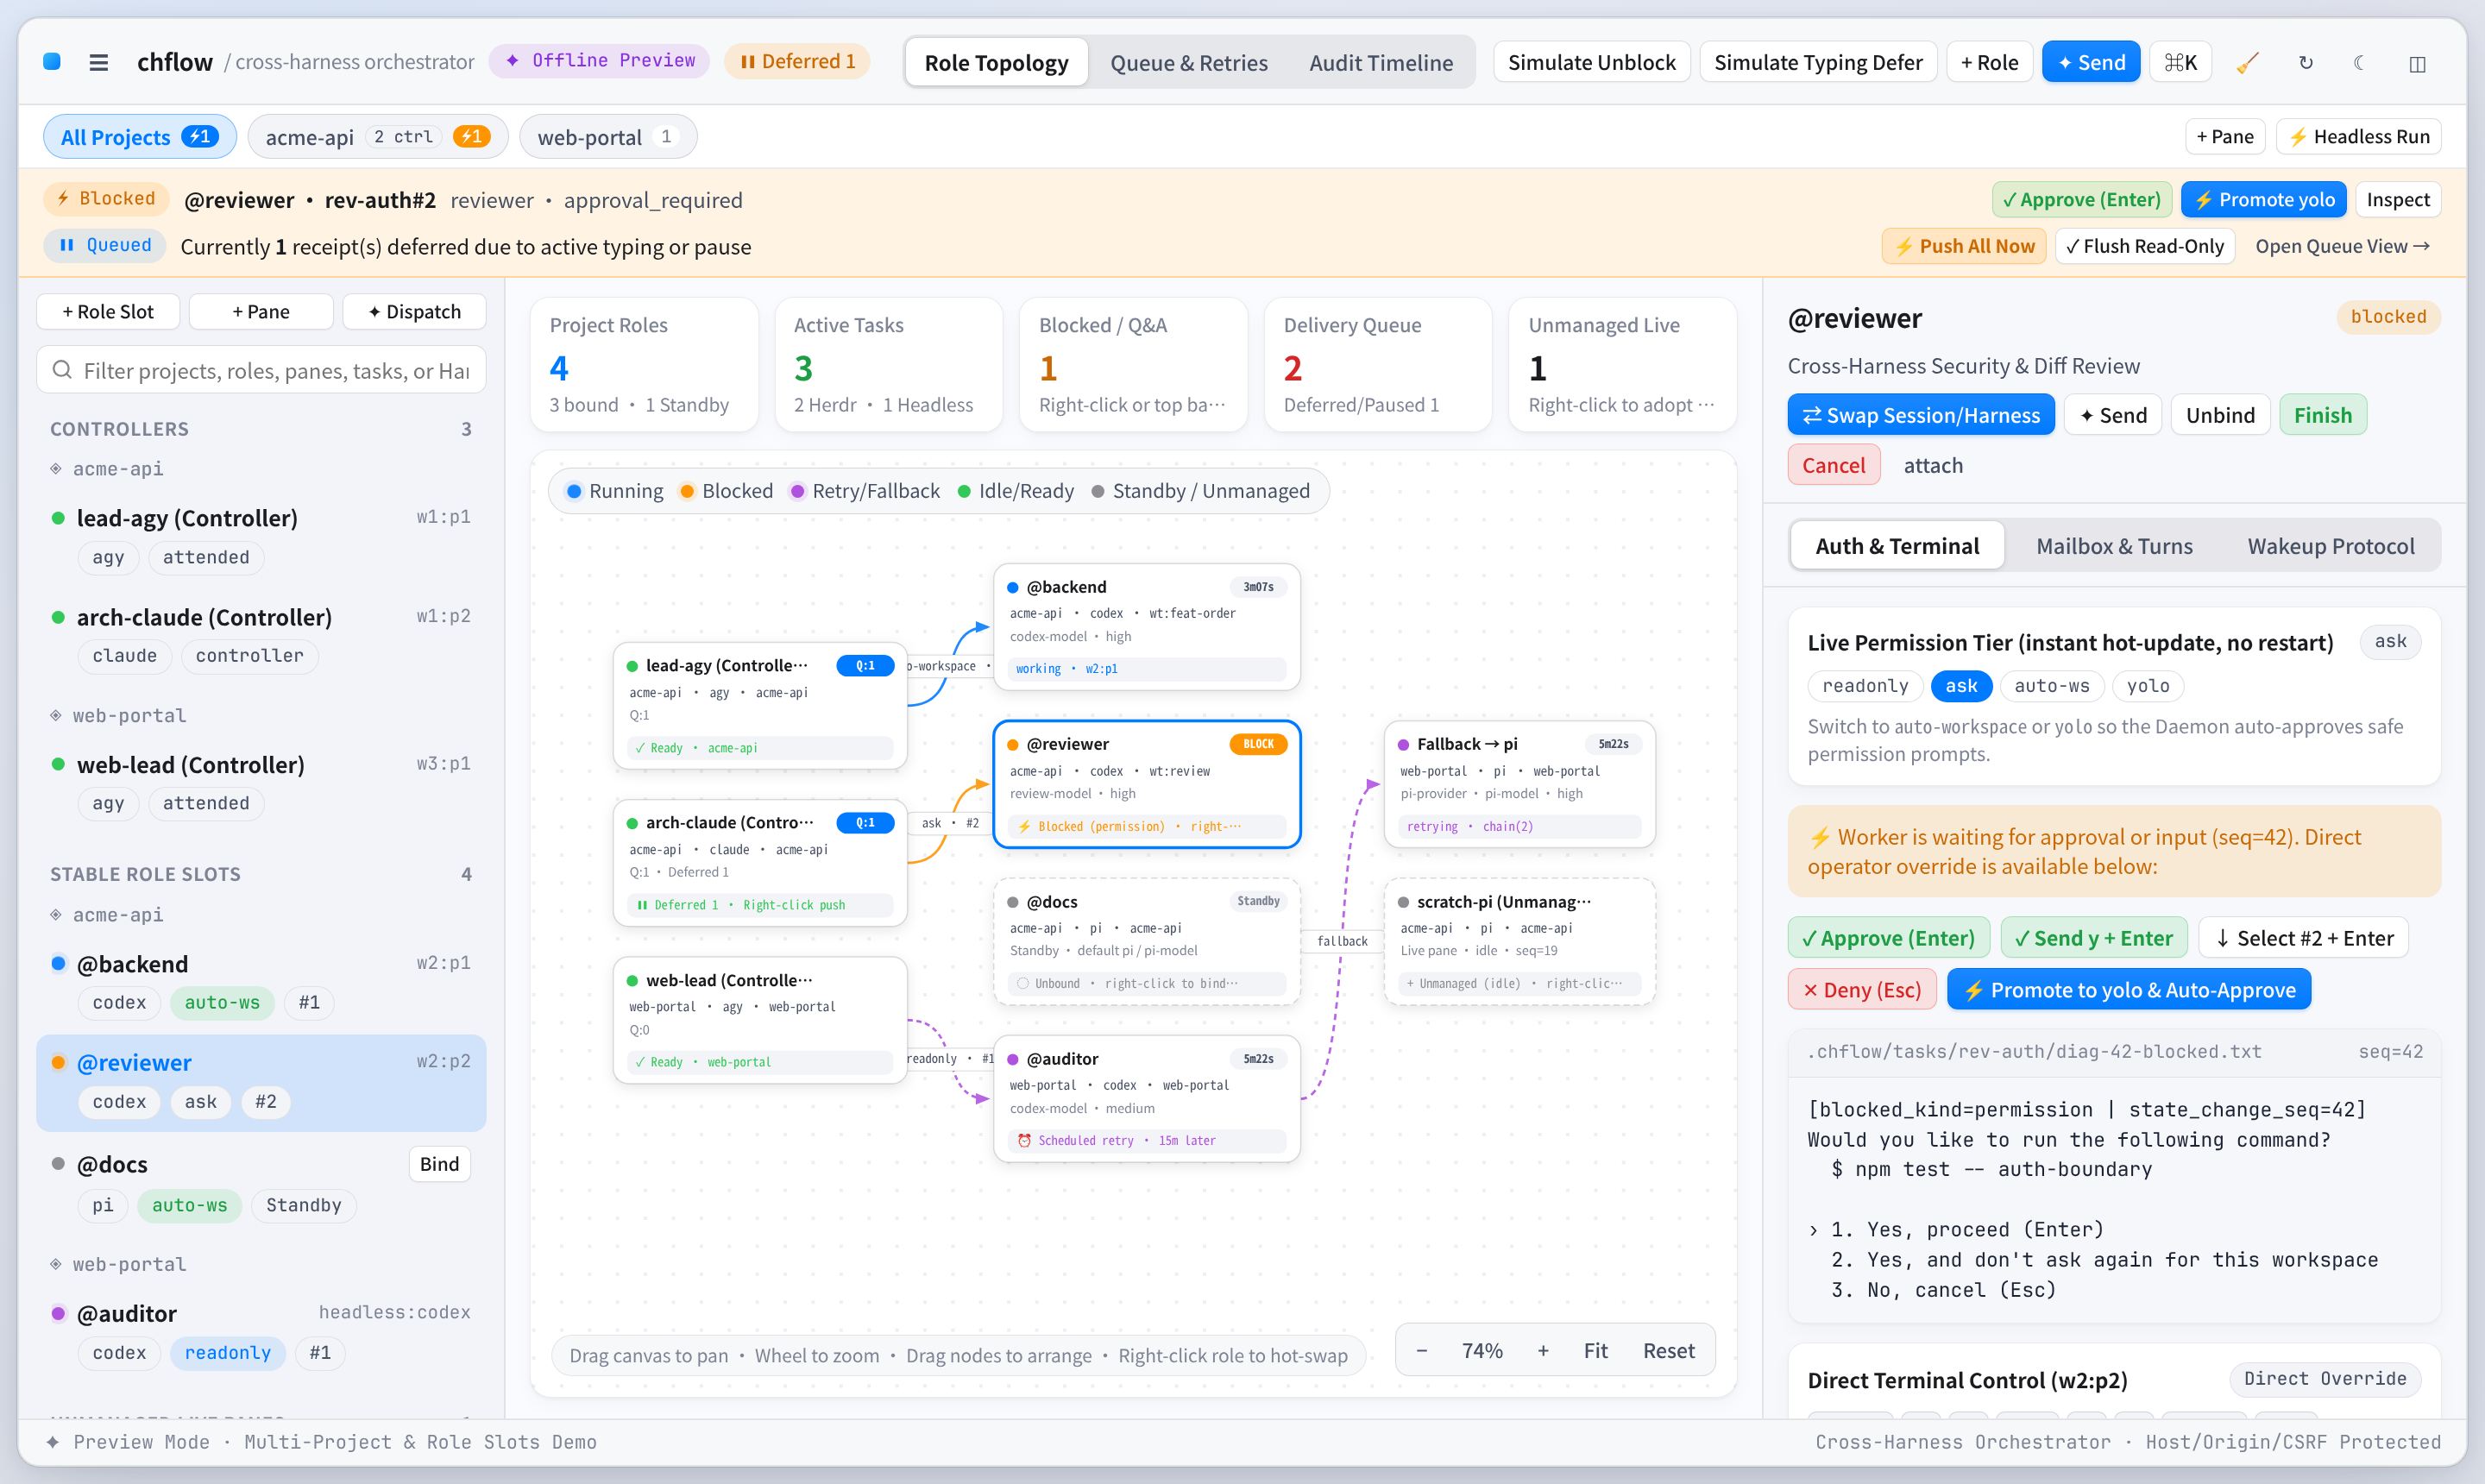 chflow / cross-harness orchestrator ✦ Offline Preview Deferred 1 Role Topology Queue & Retries Audit Timeline Simulate Unblock Simulate Typing Defer + Role ✦ Send ⌘K
All Projects ⚡1 acme-api 2 ctrl ⚡1 web-portal 1 + Pane ⚡ Headless Run
⚡ Blocked @reviewer • rev-auth#2 reviewer • approval_required ✓ Approve (Enter) ⚡ Promote yolo Inspect
Queued Currently 1 receipt(s) deferred due to active typing or pause ⚡ Push All Now ✓ Flush Read-Only Open Queue View →
+ Role Slot + Pane ✦ Dispatch
Filter projects, roles, panes, tasks, or Har
CONTROLLERS 3
◈ acme-api
lead-agy (Controller) w1:p1
agy attended
arch-claude (Controller) w1:p2
claude controller
◈ web-portal
web-lead (Controller) w3:p1
agy attended
STABLE ROLE SLOTS 4
◈ acme-api
@backend w2:p1
codex auto-ws #1
@reviewer w2:p2
codex ask #2
@docs Bind
pi auto-ws Standby
◈ web-portal
@auditor headless:codex
codex readonly #1
Project Roles
4
3 bound • 1 Standby
Active Tasks
3
2 Herdr • 1 Headless
Blocked / Q&A
1
Right-click or top ba⋯
Delivery Queue
2
Deferred/Paused 1
Unmanaged Live
1
Right-click to adopt ⋯
Running Blocked Retry/Fallback Idle/Ready Standby / Unmanaged
lead-agy (Controlle⋯ Q:1
acme-api • agy • acme-api
Q:1
✓ Ready • acme-api
arch-claude (Contro⋯ Q:1
acme-api • claude • acme-api
Q:1 • Deferred 1
Deferred 1 • Right-click push
web-lead (Controlle⋯
web-portal • agy • web-portal
Q:0
✓ Ready • web-portal
o-workspace •
ask • #2
readonly • #1
@backend 3m07s
acme-api • codex • wt:feat-order
codex-model • high
working • w2:p1
@reviewer BLOCK
acme-api • codex • wt:review
review-model • high
⚡ Blocked (permission) • right-⋯
@docs Standby
acme-api • pi • acme-api
Standby • default pi / pi-model
Unbound • right-click to bind⋯
@auditor 5m22s
web-portal • codex • web-portal
codex-model • medium
⏰ Scheduled retry • 15m later
fallback
Fallback → pi 5m22s
web-portal • pi • web-portal
pi-provider • pi-model • high
retrying • chain(2)
scratch-pi (Unmanag⋯
acme-api • pi • acme-api
Live pane • idle • seq=19
+ Unmanaged (idle) • right-clic⋯
Drag canvas to pan • Wheel to zoom • Drag nodes to arrange • Right-click role to hot-swap
− 74% + Fit Reset
@reviewer blocked
Cross-Harness Security & Diff Review
⇄ Swap Session/Harness ✦ Send Unbind Finish
Cancel attach
Auth & Terminal Mailbox & Turns Wakeup Protocol
Live Permission Tier (instant hot-update, no restart) ask
readonly ask auto-ws yolo
Switch to auto-workspace or yolo so the Daemon auto-approves safe
permission prompts.
⚡ Worker is waiting for approval or input (seq=42). Direct
operator override is available below:
✓ Approve (Enter) ✓ Send y + Enter ↓ Select #2 + Enter
✕ Deny (Esc) ⚡ Promote to yolo & Auto-Approve
.chflow/tasks/rev-auth/diag-42-blocked.txt seq=42
[blocked_kind=permission | state_change_seq=42]
Would you like to run the following command?
$ npm test -- auth-boundary
› 1. Yes, proceed (Enter)
2. Yes, and don't ask again for this workspace
3. No, cancel (Esc)
Direct Terminal Control (w2:p2) Direct Override
✦ Preview Mode · Multi-Project & Role Slots Demo
Cross-Harness Orchestrator · Host/Origin/CSRF Protected